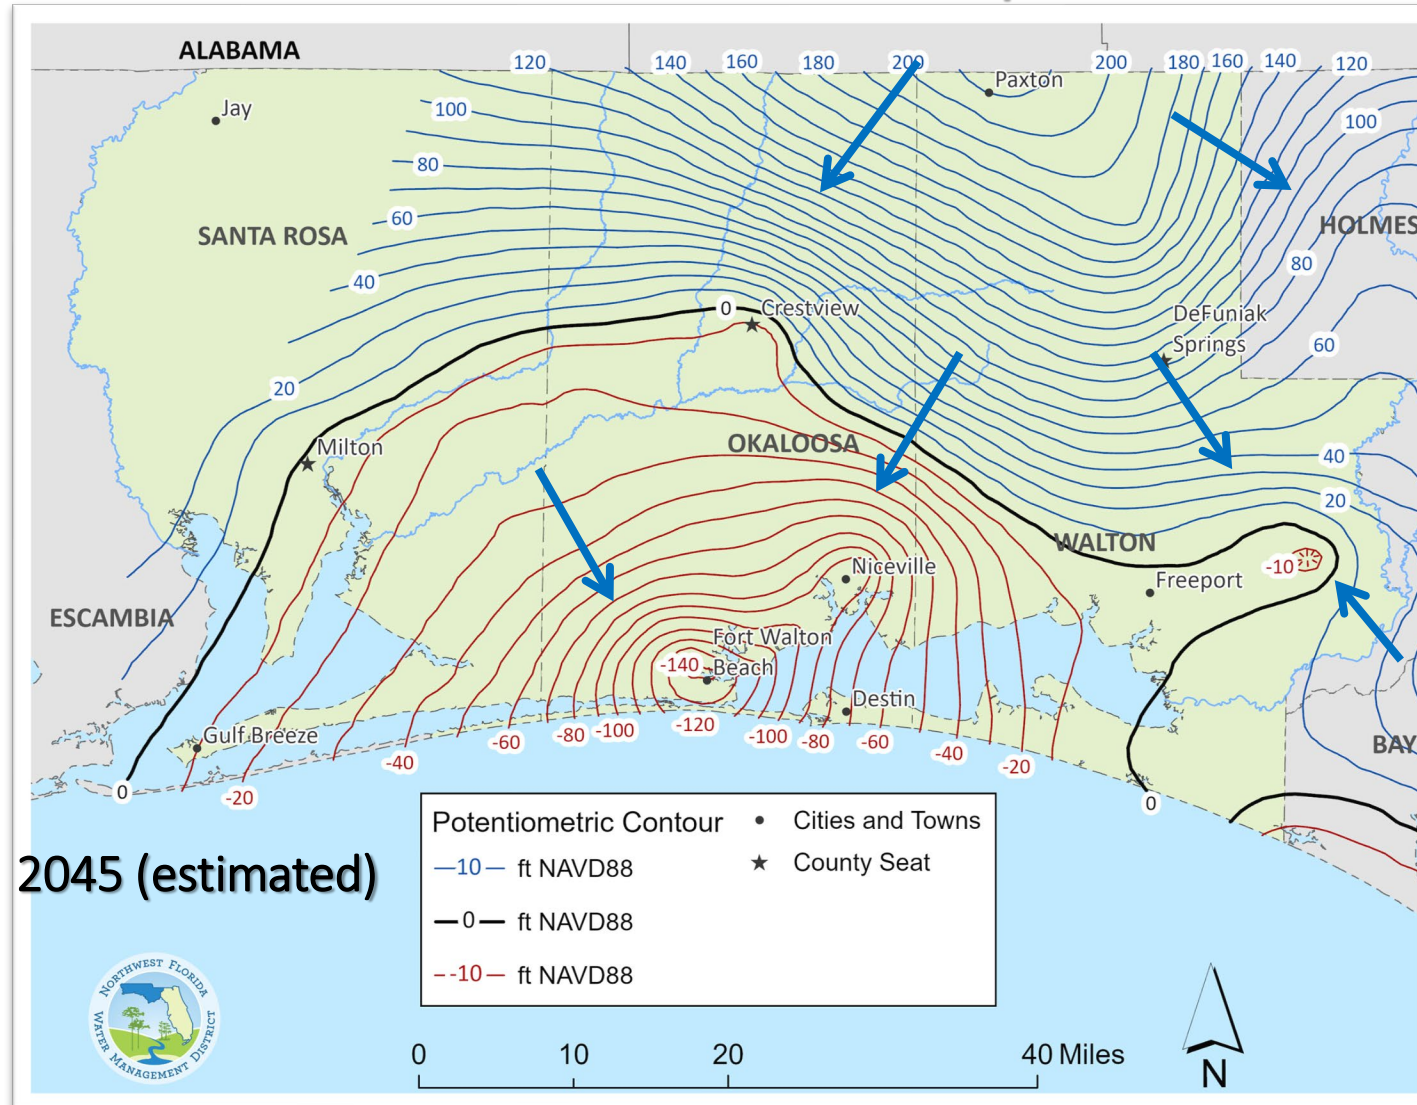 ALABAMA
120
140
160
180
200
200
180
160
140
120
Paxton
Jay
100
100
80
SANTA ROSA
60
HOLMES
80
40
0
Crestview
DeFuniak
Springs
60
20
Milton
OKALOOSA
40
20
WALTON
-10
Niceville
Freeport
ESCAMBIA
Fort Walton
Beach
-140
Destin
Gulf Breeze
-120
-100
-80
-60
-100
-80
-60
-40
-40
-20
-20
BAY
0
0
Potentiometric Contour
10 ft NAVD88
0 ft NAVD88
-10 ft NAVD88
Cities and Towns
County Seat
2045 (estimated)
NORTHWEST FLORIDA
WATER MANAGEMENT DISTRICT
0 10 20 40 Miles
N